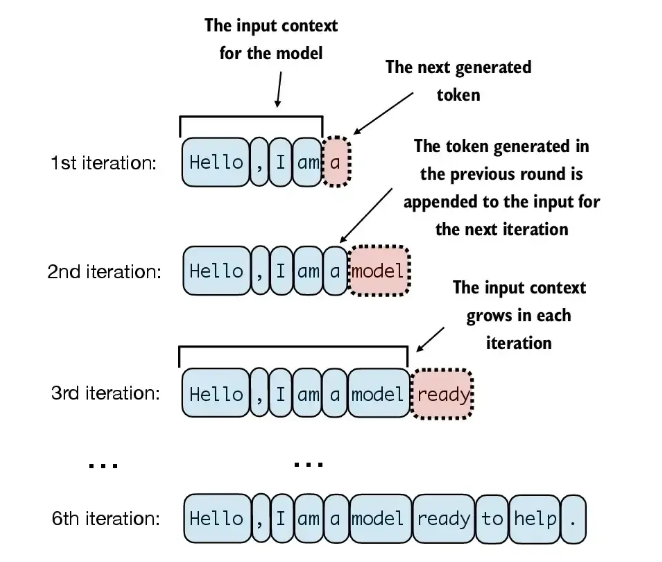 The input context
for the model
The next generated
token
1st iteration: Hello , I am a
The token generated in
the previous round is
appended to the input for
the next iteration
2nd iteration: Hello , I am a model
The input context
grows in each
iteration
3rd iteration: Hello , I am a model ready
... ...
6th iteration: Hello , I am a model ready to help .